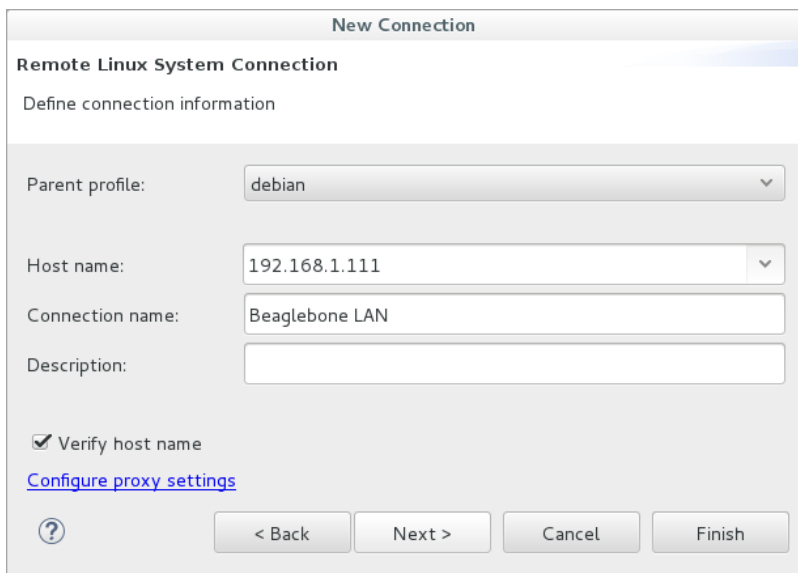 New Connection
Remote Linux System Connection
Define connection information
Parent profile: debian
Host name: 192.168.1.111
Connection name: Beaglebone LAN
Description:
Verify host name
Configure proxy settings
? < Back Next > Cancel Finish